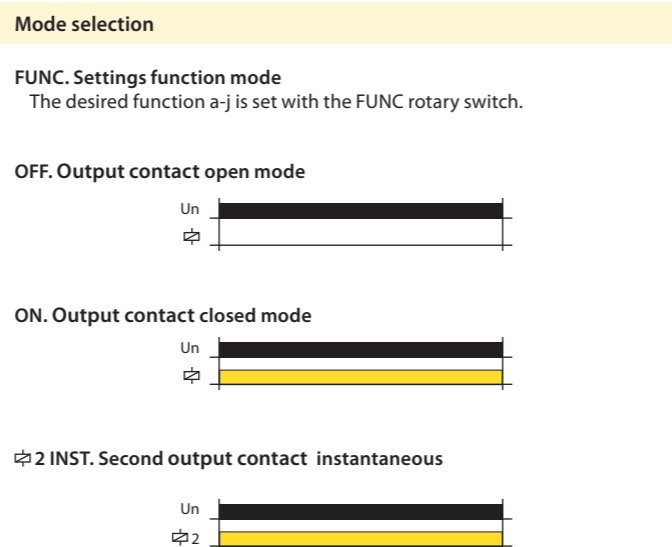 Mode selection
FUNC. Settings function mode
The desired function a-j is set with the FUNC rotary switch.
OFF. Output contact open mode
Un
ON. Output contact closed mode
Un
2 INST. Second output contact instantaneous
Un
2